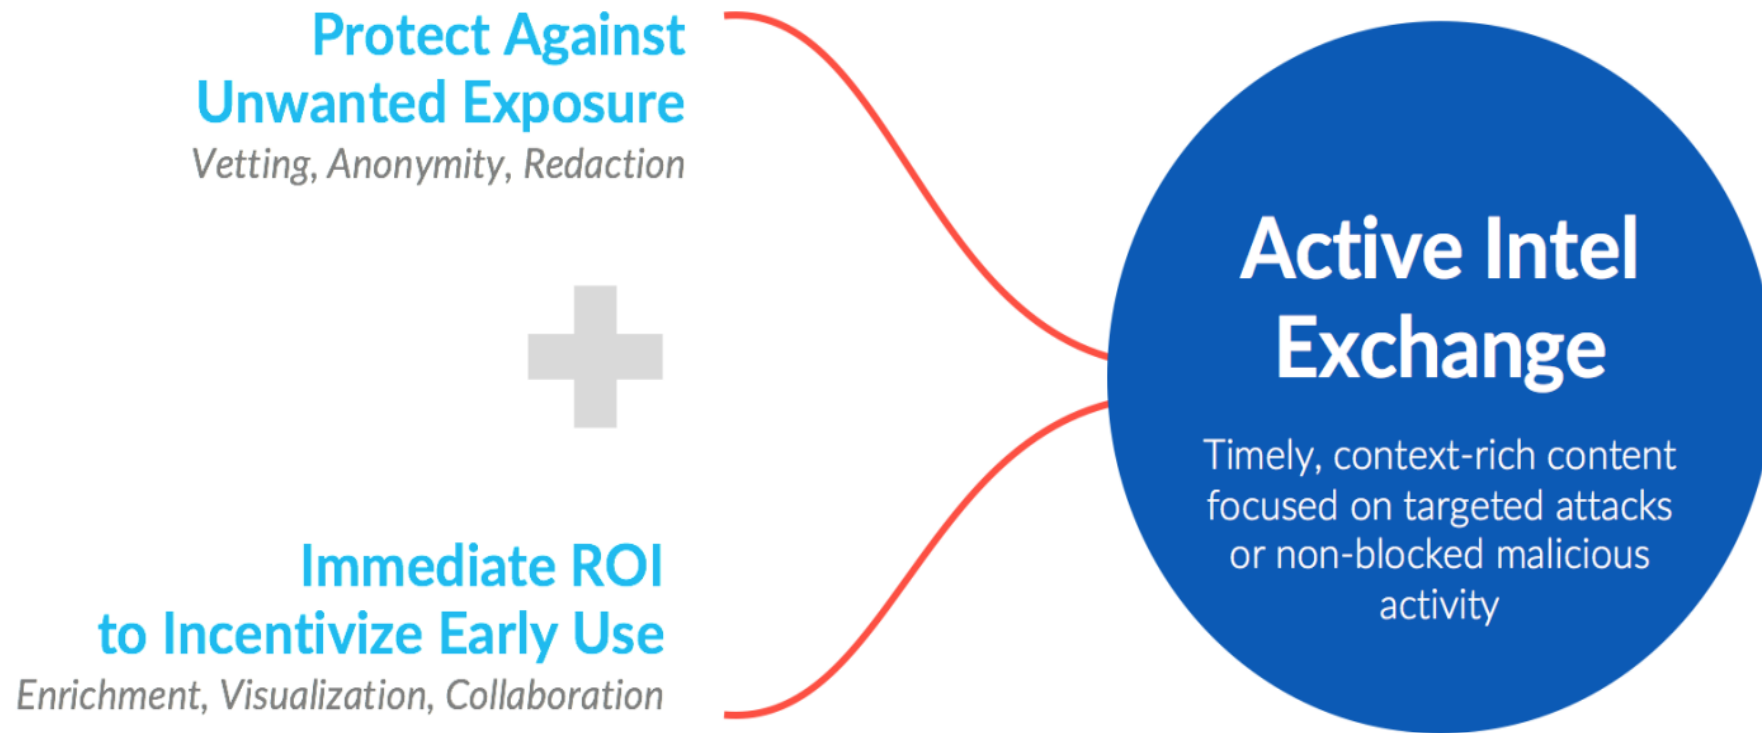 Protect Against
Unwanted Exposure
Vetting, Anonymity, Redaction
Immediate ROI
to Incentivize Early Use
Enrichment, Visualization, Collaboration
Active Intel
Exchange
Timely, context-rich content
focused on targeted attacks
or non-blocked malicious
activity